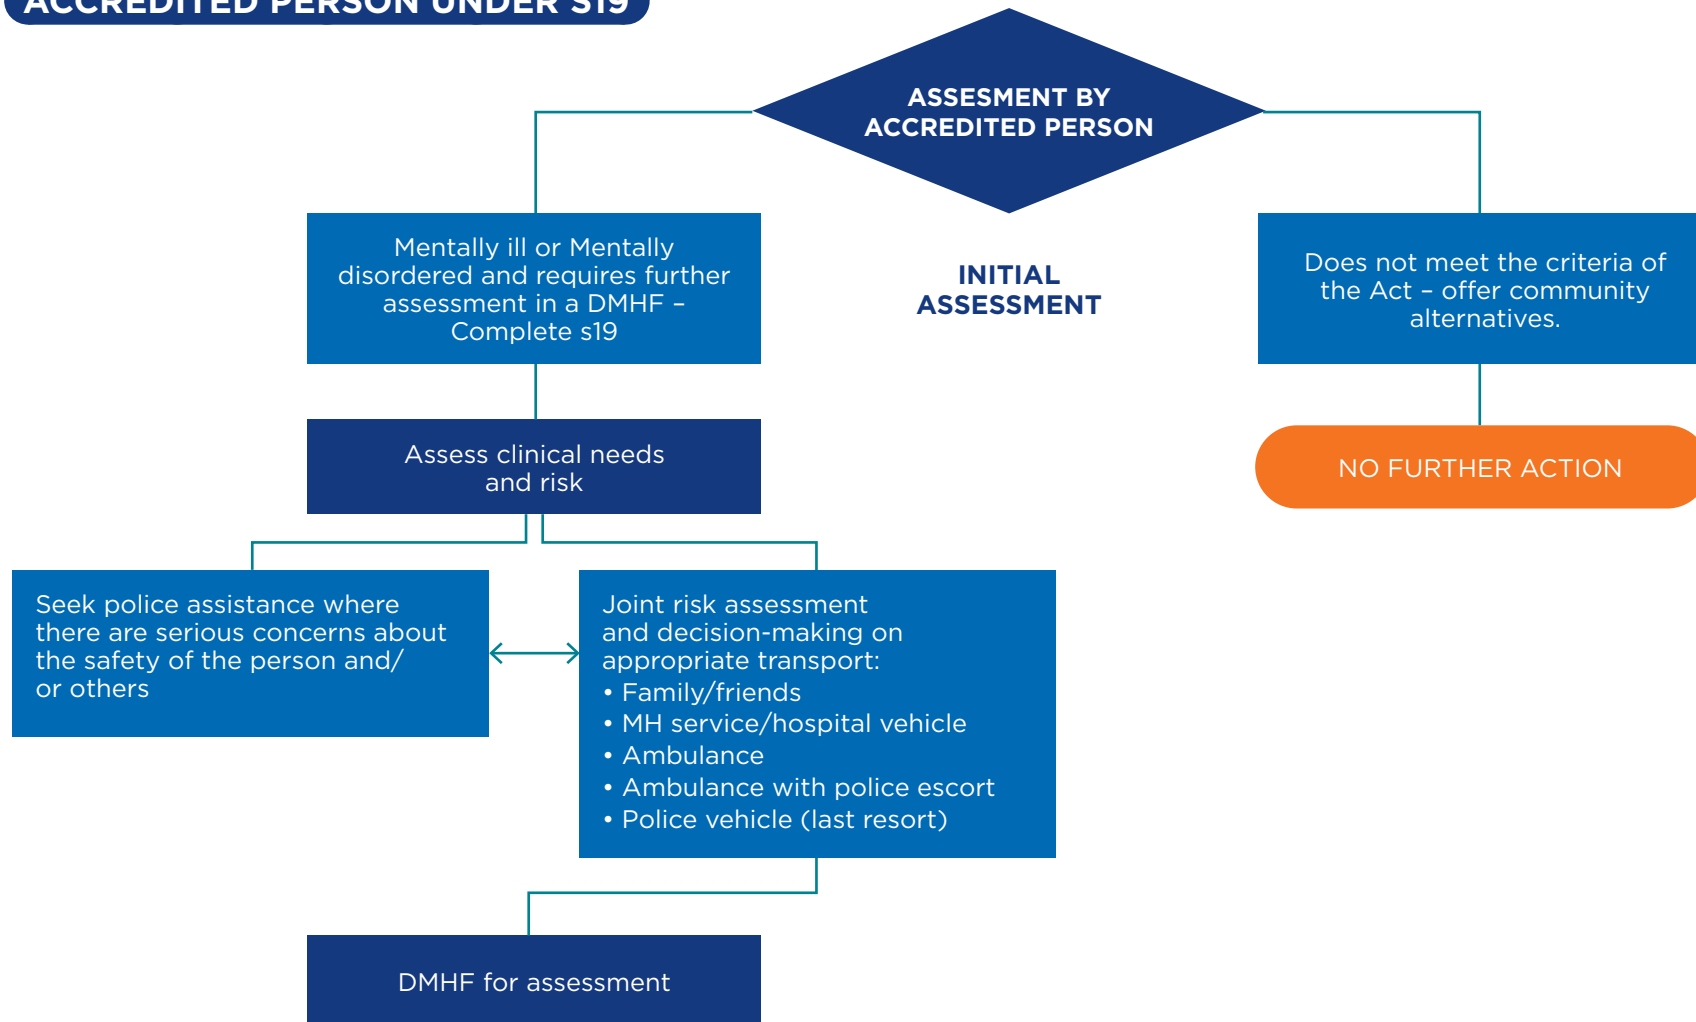 ACCREDITED PERSON UNDER S19
ASSESMENT BY
ACCREDITED PERSON
Mentally ill or Mentally
disordered and requires further
assessment in a DMHF –
Complete s19
INITIAL
ASSESSMENT
Does not meet the criteria of
the Act – offer community
alternatives.
Assess clinical needs
and risk
NO FURTHER ACTION
Seek police assistance where
there are serious concerns about
the safety of the person and/
or others
Joint risk assessment
and decision-making on
appropriate transport:
• Family/friends
• MH service/hospital vehicle
• Ambulance
• Ambulance with police escort
• Police vehicle (last resort)
DMHF for assessment